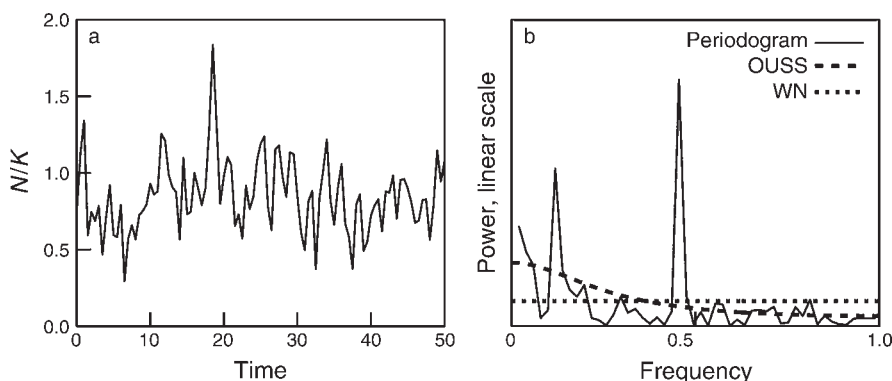 a
2.0
1.5
1.0
0.5
0.0
N/K
0 10 20 30 40 50
Time
b
Periodogram
OUSS
WN
Power, linear scale
0 0.5 1.0
Frequency